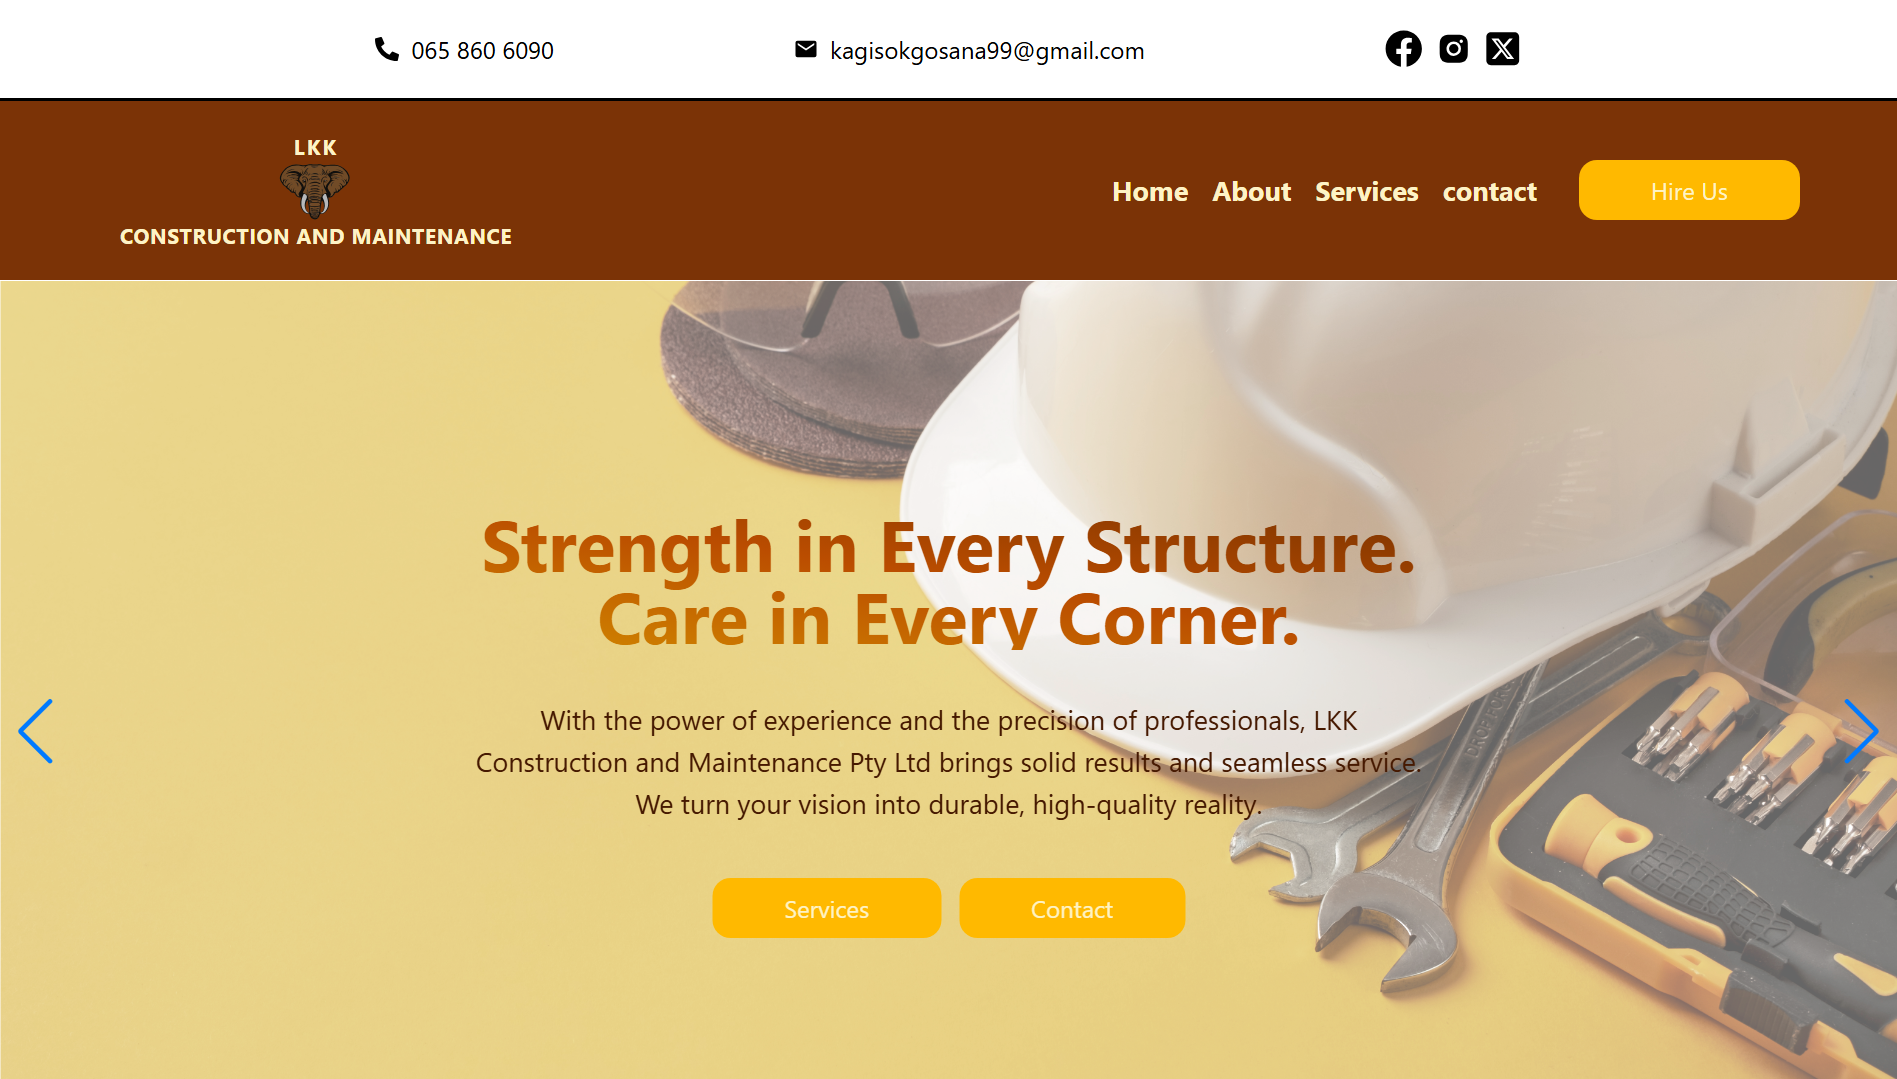 065 860 6090
kagisokgosana99@gmail.com
LKK
CONSTRUCTION AND MAINTENANCE
Home About Services contact Hire Us
Strength in Every Structure.
Care in Every Corner.
With the power of experience and the precision of professionals, LKK
Construction and Maintenance Pty Ltd brings solid results and seamless service.
We turn your vision into durable, high-quality reality.
Services Contact
DROP FORGED